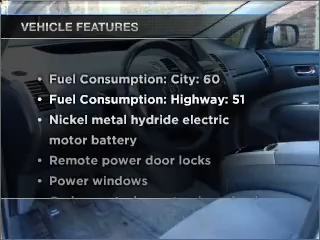 VEHICLE FEATURES
• Fuel Consumption: City: 60
• Fuel Consumption: Highway: 51
• Nickel metal hydride electric
motor battery
• Remote power door locks
• Power windows